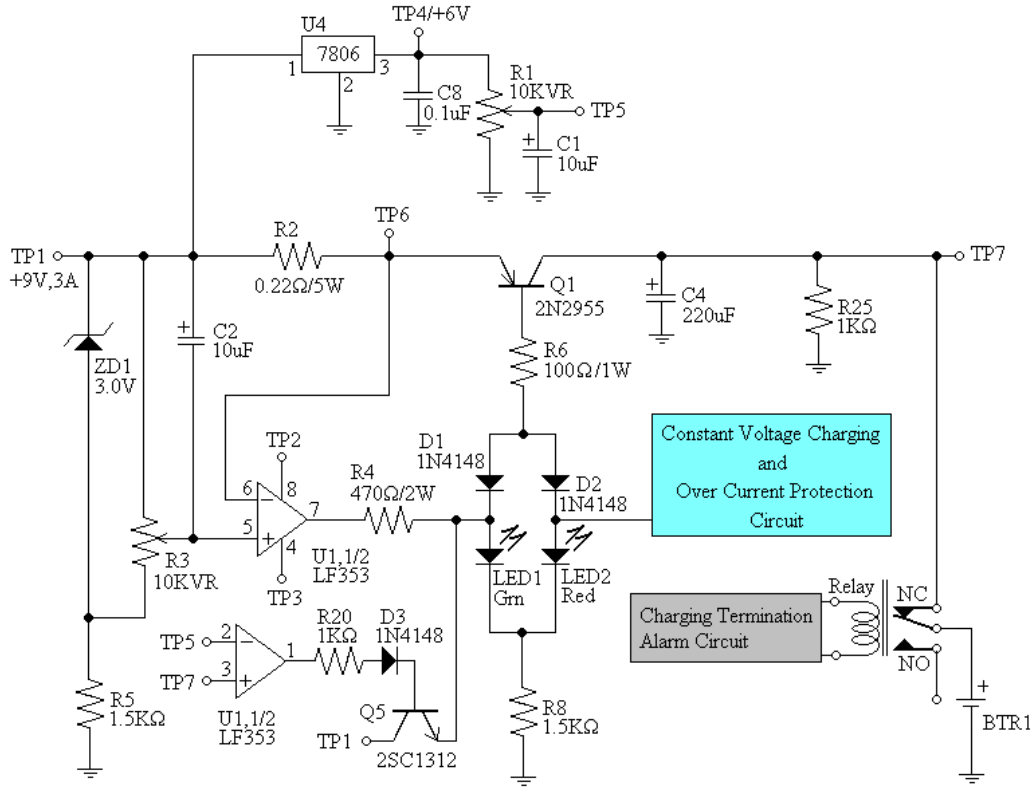 TP4/+6V
U4
7806
1
2
3
C8
0.1uF
R1
10KVR
TP5
C1
10uF
TP6
R2
0.22Ω/5W
TP1
+9V,3A
TP7
Q1
2N2955
C4
220uF
R25
1KΩ
C2
10uF
ZD1
3.0V
R6
100Ω/1W
TP2
8
6
7
5
4
U1,1/2
LF353
TP3
R4
470Ω/2W
D1
1N4148
D2
1N4148
Constant Voltage Charging
and
Over Current Protection
Circuit
R3
10KVR
LED1
Grn
LED2
Red
Relay
NC
NO
Charging Termination
Alarm Circuit
R20
1KΩ
D3
1N4148
TP5
2
1
TP7
3
U1,1/2
LF353
R5
1.5KΩ
Q5
TP1
2SC1312
R8
1.5KΩ
BTR1